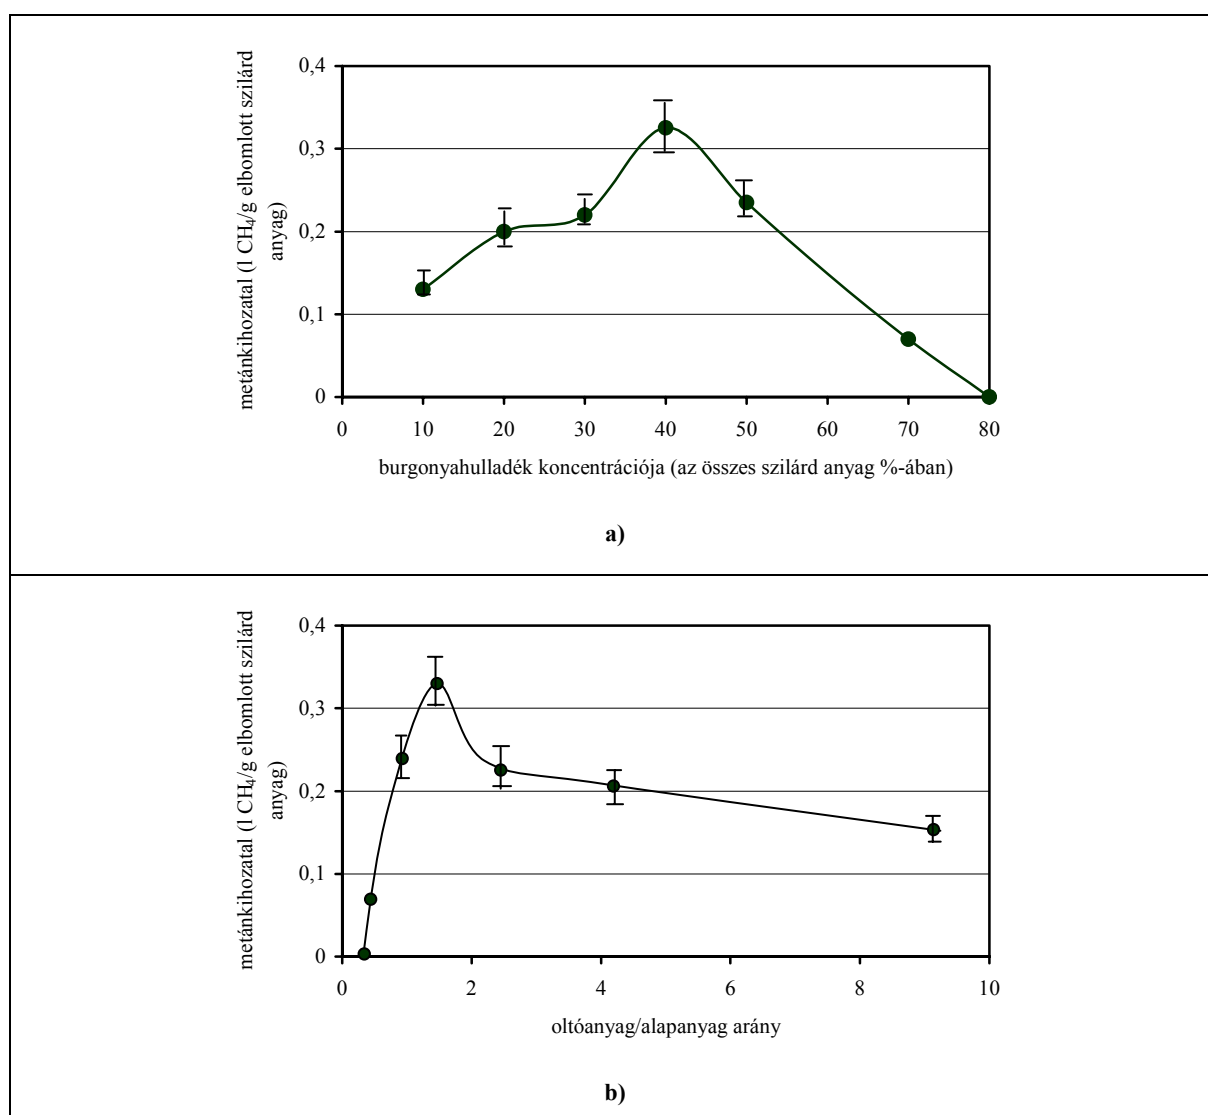 metánkihozatal (l CH₄/g elbomlott szilárd
anyag)
0,4
0,3
0,2
0,1
0
0 10 20 30 40 50 60 70 80
burgonyahulladék koncentrációja (az összes szilárd anyag %-ában)
a)
metánkihozatal (l CH₄/g elbomlott szilárd
anyag)
0,4
0,3
0,2
0,1
0
0 2 4 6 8 10
oltóanyag/alapanyag arány
b)